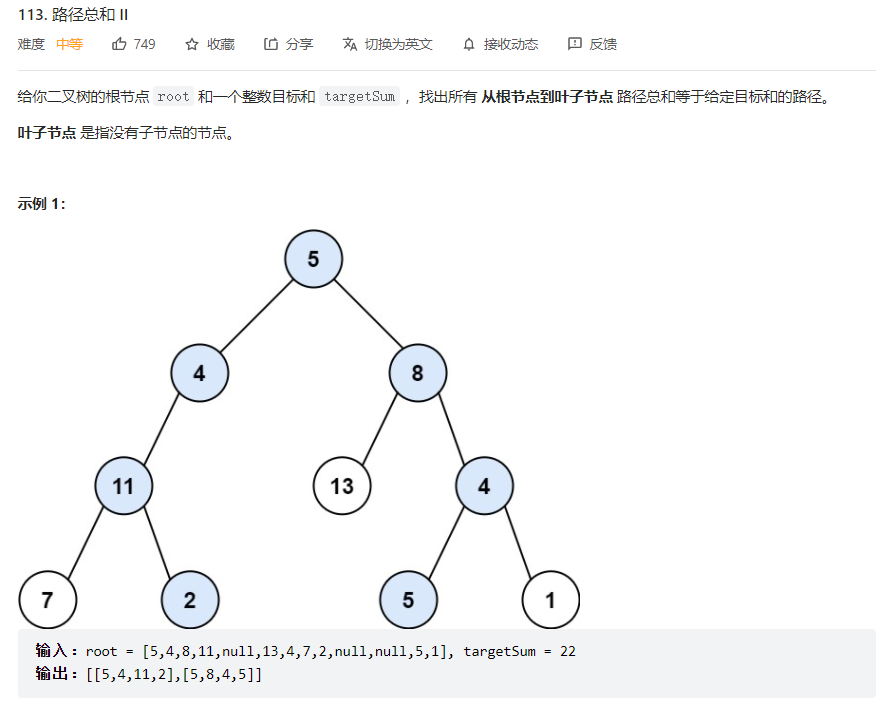 113. 路径总和 II
难度 中等 749 收藏 分享 切换为英文 接收动态 反馈
给你二叉树的根节点 root 和一个整数目标和 targetSum ，找出所有 从根节点到叶子节点 路径总和等于给定目标和的路径。
叶子节点 是指没有子节点的节点。
示例 1：
5
4 8
11 13 4
7 2 5 1
输入：root = [5,4,8,11,null,13,4,7,2,null,null,5,1], targetSum = 22
输出：[[5,4,11,2],[5,8,4,5]]